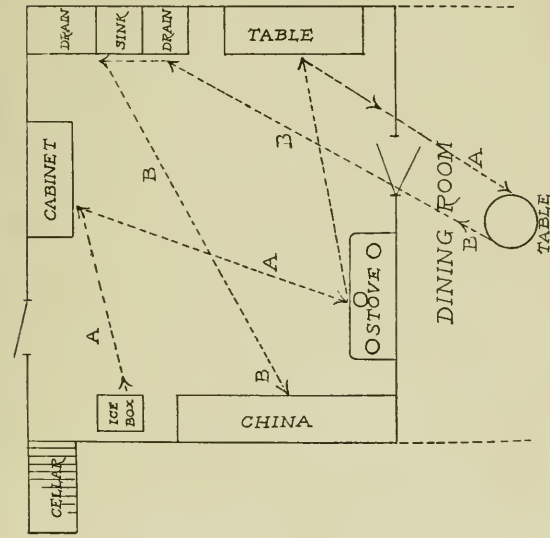 DRAIN
SINK
DRAIN
TABLE
CABINET
B
B
A
A
A
B
B
ICE
BOX
CELLAR
CHINA
STOVE
DINING ROOM
TABLE